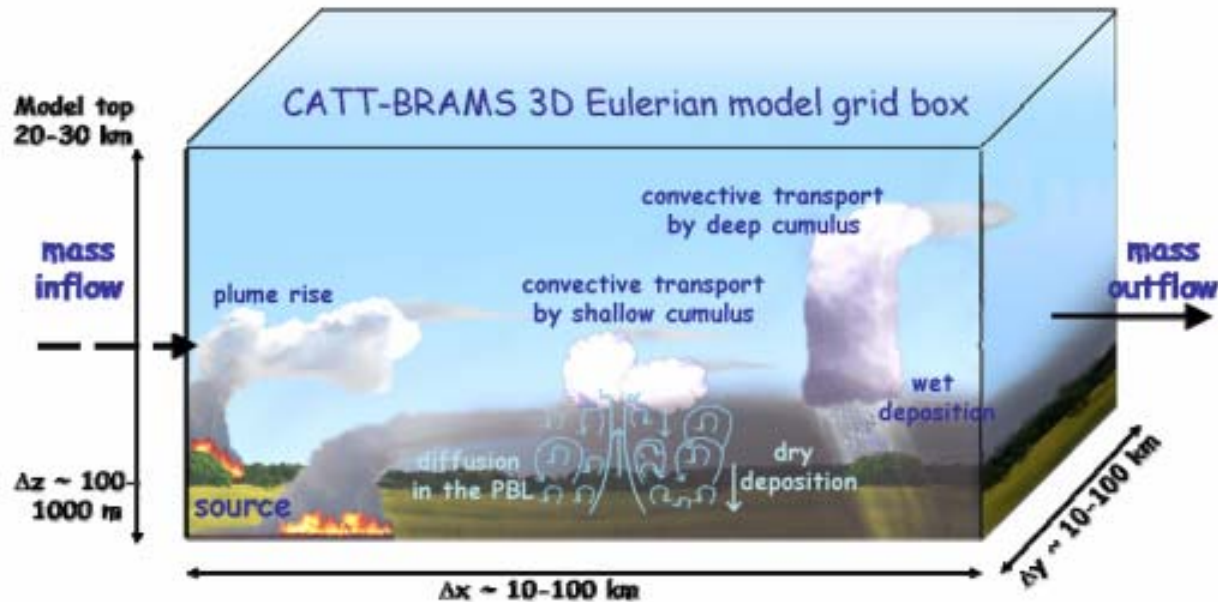 CATT-BRAMS 3D Eulerian model grid box
Model top
20-30 km
mass
inflow
plume rise
convective transport
by shallow cumulus
convective transport
by deep cumulus
mass
outflow
wet
deposition
diffusion
in the PBL
dry
deposition
source
Δz ~ 100-
1000 m
Δx ~ 10-100 km
Δy ~ 10-100 km